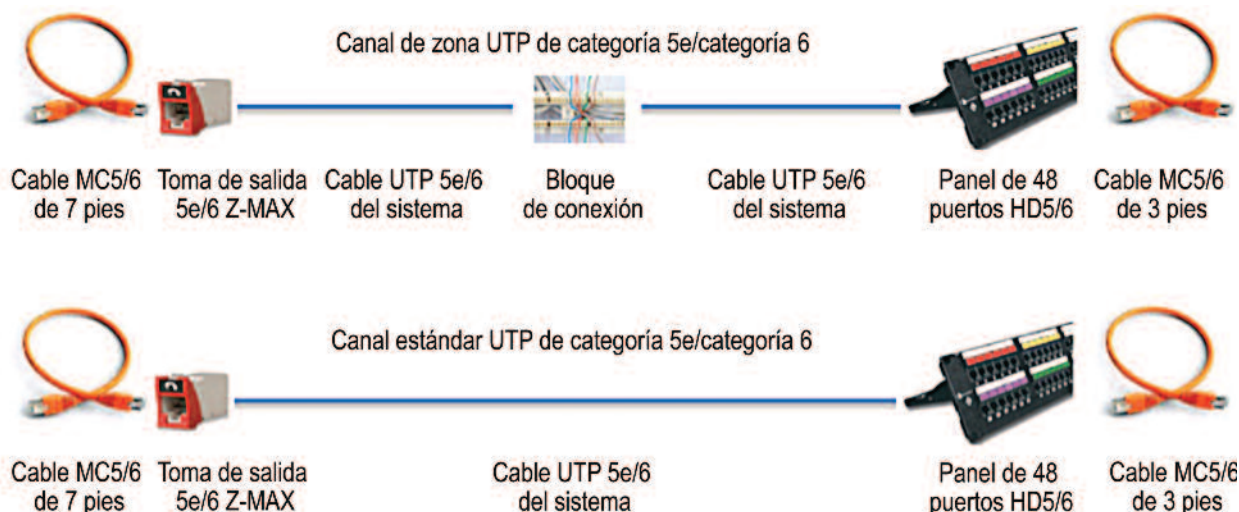 Canal de zona UTP de categoría 5e/categoría 6
Cable MC5/6
de 7 pies
Toma de salida
5e/6 Z-MAX
Cable UTP 5e/6
del sistema
Bloque
de conexión
Cable UTP 5e/6
del sistema
Panel de 48
puertos HD5/6
Cable MC5/6
de 3 pies
Canal estándar UTP de categoría 5e/categoría 6
Cable MC5/6
de 7 pies
Toma de salida
5e/6 Z-MAX
Cable UTP 5e/6
del sistema
Panel de 48
puertos HD5/6
Cable MC5/6
de 3 pies